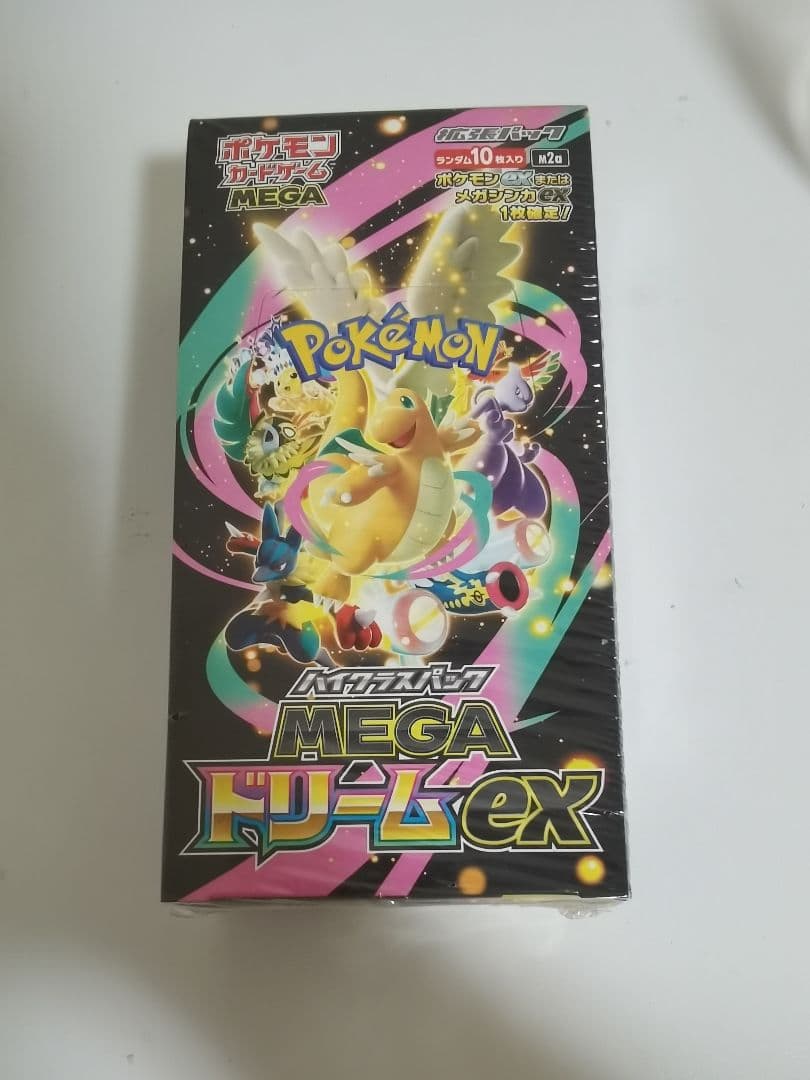 ポケモン
カードゲーム
MEGA
拡張パック
ランダム10枚入り M2a
ポケモンexまたは
メガシンカex
1枚確定!
POKéMON
ハイクラスパック
MEGA
ドリームex